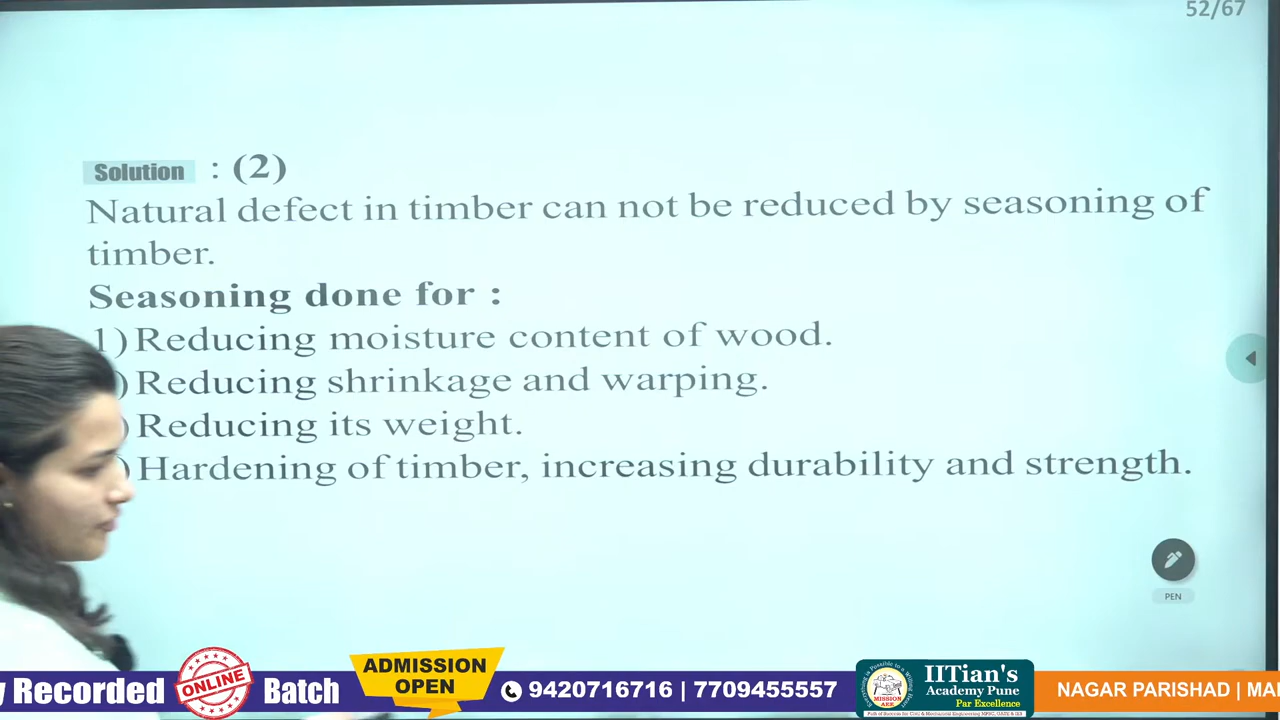 52/67
Solution : (2)
Natural defect in timber can not be reduced by seasoning of
timber.
Seasoning done for :
1) Reducing moisture content of wood.
) Reducing shrinkage and warping.
) Reducing its weight.
) Hardening of timber, increasing durability and strength.
PEN
Recorded
ONLINE
Batch
ADMISSION
OPEN
9420716716 | 7709455557
MISSION
AEE
IITian's
Academy Pune
Par Excellence
NAGAR PARISHAD |